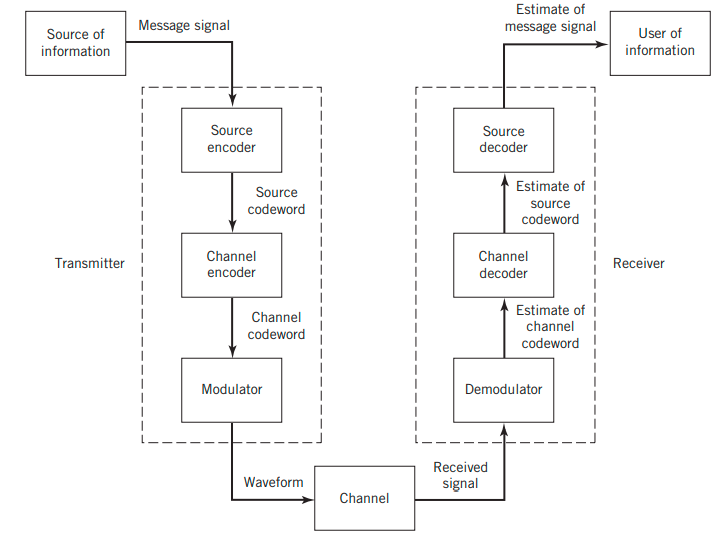 Source of
information
Message signal
Estimate of
message signal
User of
information
Source
encoder
Source
decoder
Source
codeword
Estimate of
source
codeword
Transmitter
Channel
encoder
Channel
decoder
Receiver
Channel
codeword
Estimate of
channel
codeword
Modulator
Demodulator
Waveform
Channel
Received
signal